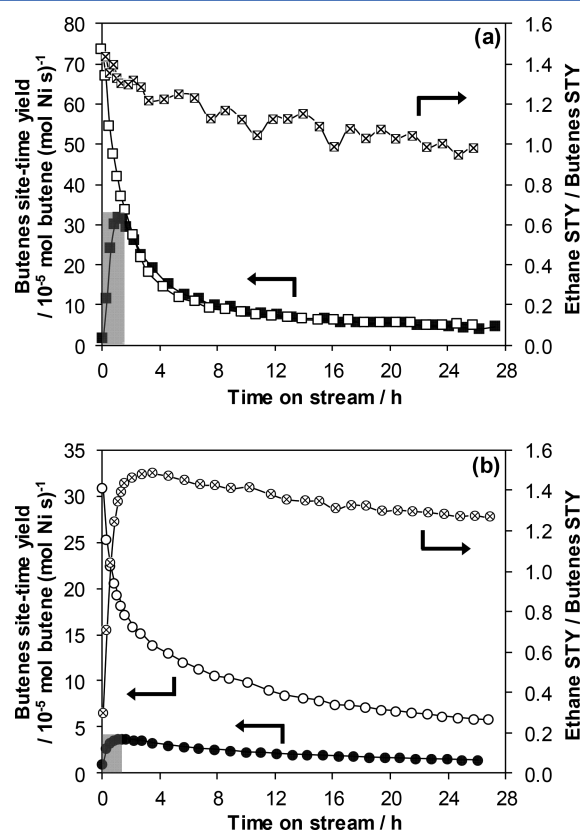 (a)
80
70
60
50
40
30
20
10
0
1.6
1.4
1.2
1.0
0.8
0.6
0.4
0.2
0.0
0 4 8 12 16 20 24 28
Time on stream / h
Butenes site-time yield
/ 10⁻⁵ mol butene (mol Ni s)⁻¹
Ethane STY / Butenes STY
(b)
35
30
25
20
15
10
5
0
1.6
1.4
1.2
1.0
0.8
0.6
0.4
0.2
0.0
0 4 8 12 16 20 24 28
Time on stream / h
Butenes site-time yield
/ 10⁻⁵ mol butene (mol Ni s)⁻¹
Ethane STY / Butenes STY